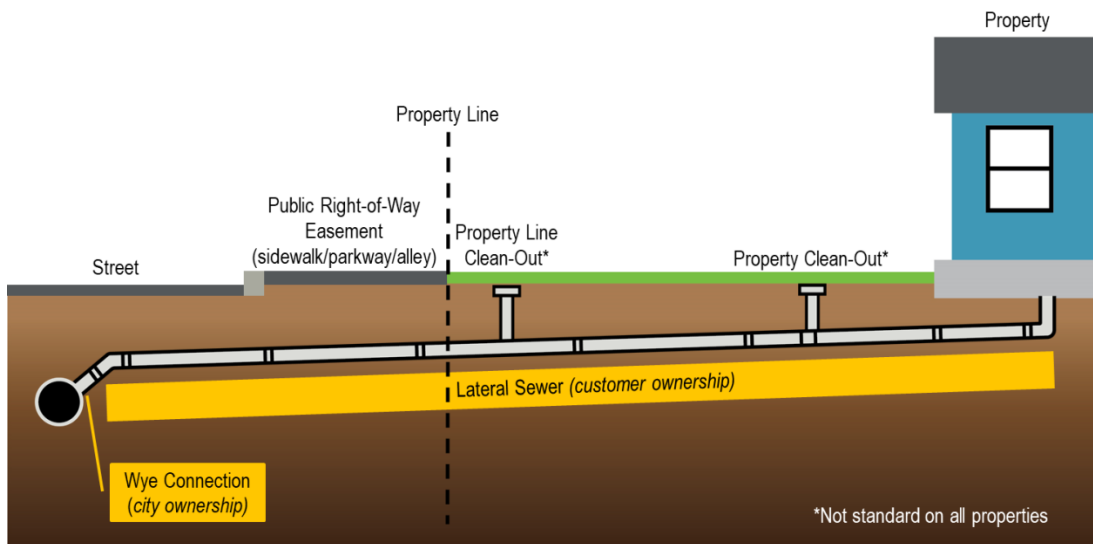 Property
Property Line
Public Right-of-Way
Easement
(sidewalk/parkway/alley)
Property Line
Clean-Out*
Property Clean-Out*
Street
Lateral Sewer (customer ownership)
Wye Connection
(city ownership)
*Not standard on all properties